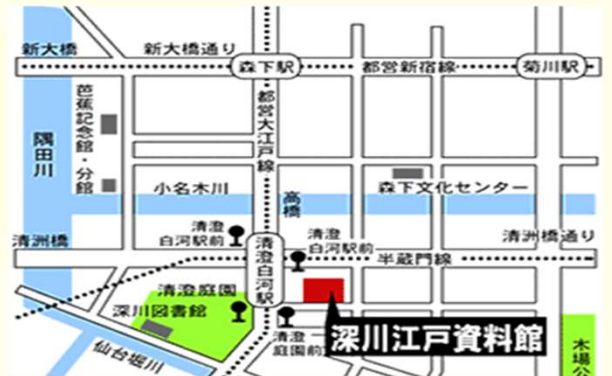 新大橋
新大橋通り
森下駅
都営新宿線
菊川駅
芭蕉記念館・分館
都営大江戸線
隅田川
小名木川
高橋
森下文化センター
清洲橋
清澄
白河駅前
清澄白河駅
清澄
白河駅前
半蔵門線
清洲橋通り
清澄庭園
深川図書館
清澄
庭園前
深川江戸資料館
仙台堀川
木場公